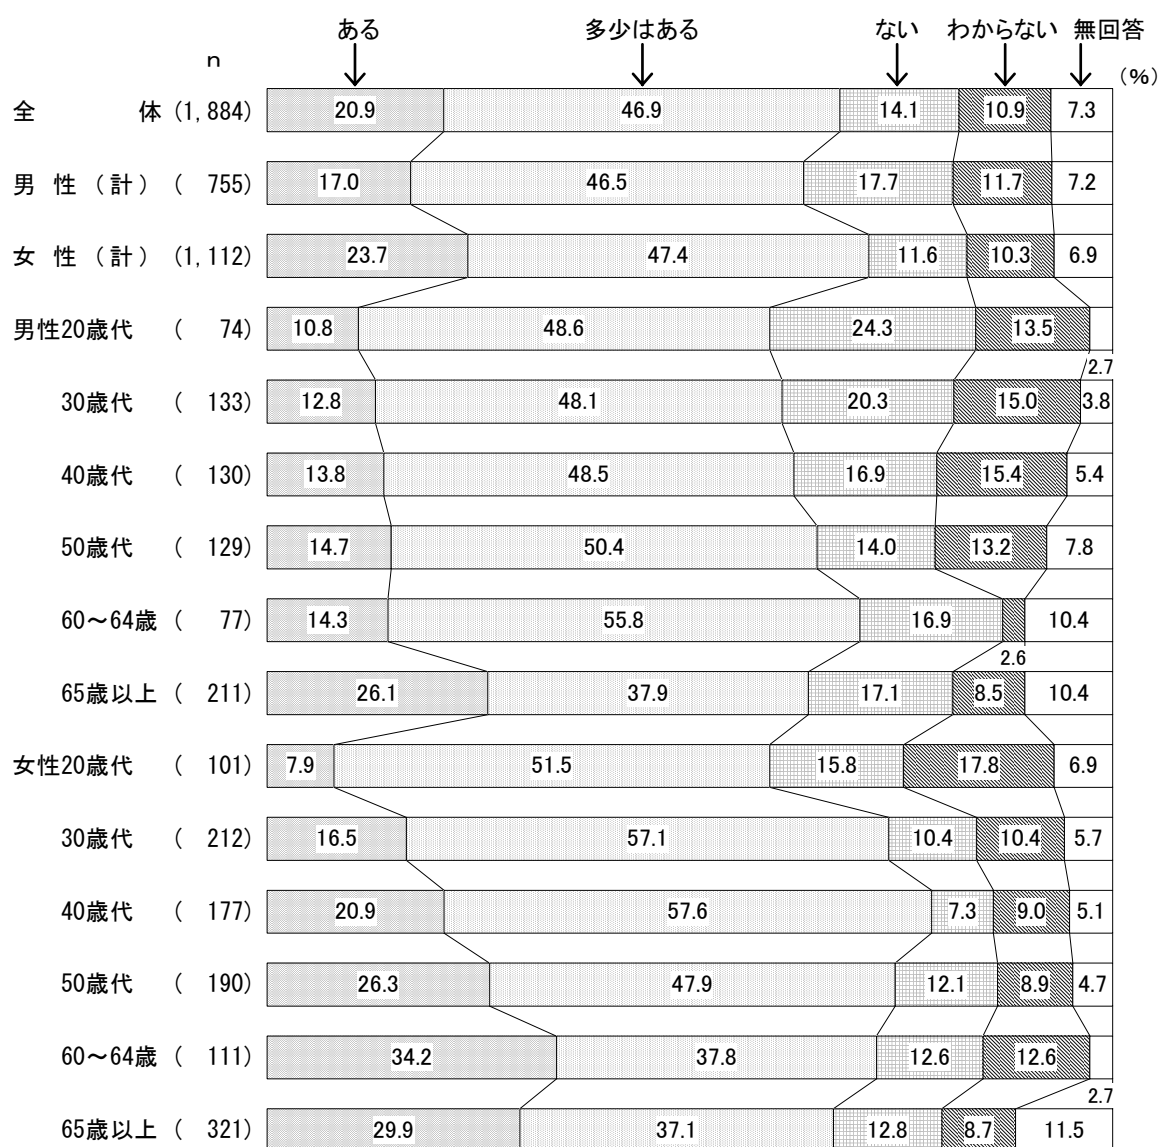 ある 多少はある ない わからない 無回答
n
(%)
全 体 (1,884) 20.9 46.9 14.1 10.9 7.3
男 性 (計) ( 755) 17.0 46.5 17.7 11.7 7.2
女 性 (計) (1,112) 23.7 47.4 11.6 10.3 6.9
男性20歳代 ( 74) 10.8 48.6 24.3 13.5
2.7
30歳代 ( 133) 12.8 48.1 20.3 15.0 3.8
40歳代 ( 130) 13.8 48.5 16.9 15.4 5.4
50歳代 ( 129) 14.7 50.4 14.0 13.2 7.8
60～64歳 ( 77) 14.3 55.8 16.9 10.4
2.6
65歳以上 ( 211) 26.1 37.9 17.1 8.5 10.4
女性20歳代 ( 101) 7.9 51.5 15.8 17.8 6.9
30歳代 ( 212) 16.5 57.1 10.4 10.4 5.7
40歳代 ( 177) 20.9 57.6 7.3 9.0 5.1
50歳代 ( 190) 26.3 47.9 12.1 8.9 4.7
60～64歳 ( 111) 34.2 37.8 12.6 12.6
2.7
65歳以上 ( 321) 29.9 37.1 12.8 8.7 11.5